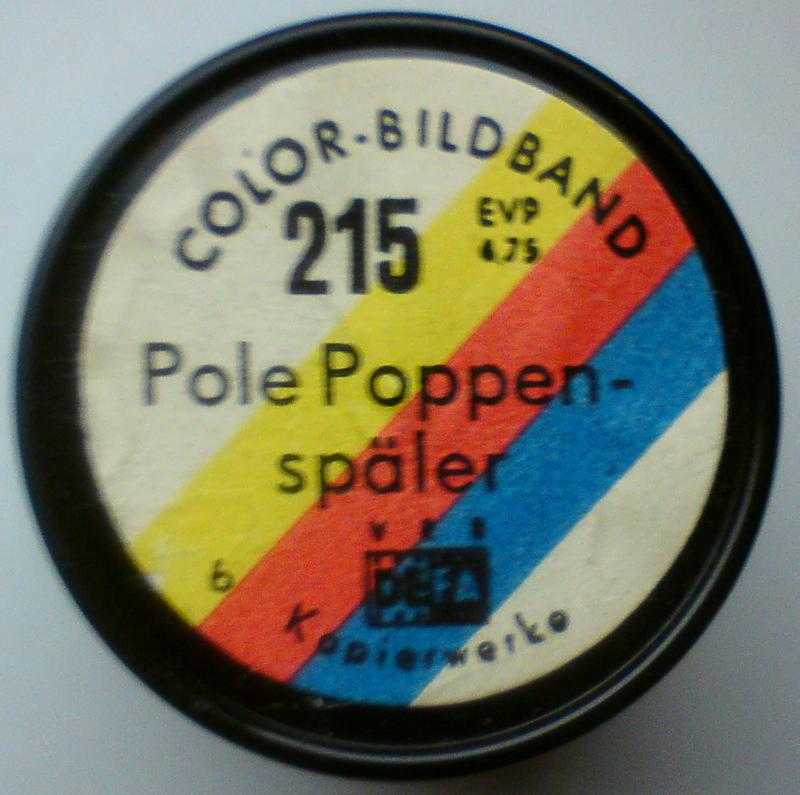 COLOR-BILDBAND
215
EVP
4,75
Pole Poppen-
späler
6
VEB
DEFA
Kopierwerke